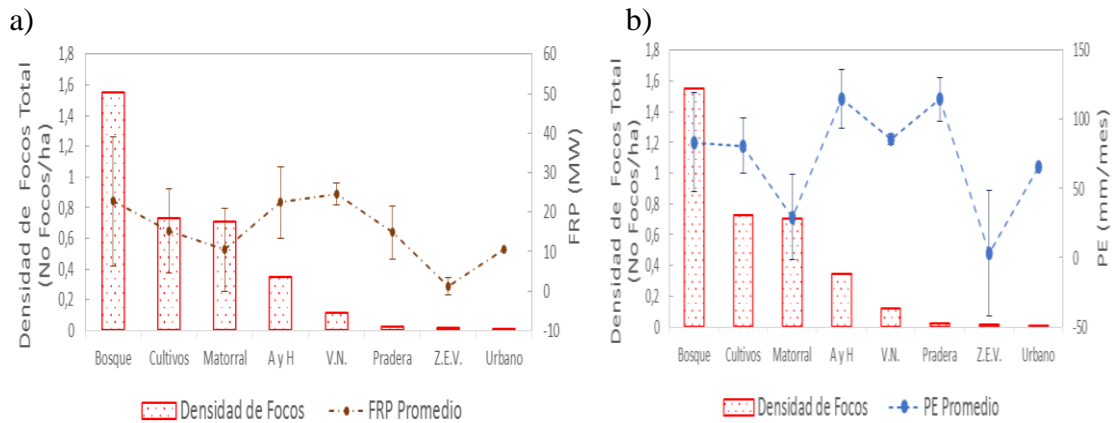 a)
Densidad de Focos Total
(No Focos/ha)
1,8
1,6
1,4
1,2
1
0,8
0,6
0,4
0,2
0
60
50
40
30
20
10
0
-10
FRP (MW)
Bosque Cultivos Matorral A y H V.N. Pradera Z.E.V. Urbano
Densidad de Focos FRP Promedio
b)
Densidad de Focos Total
(No Focos/ha)
1,8
1,6
1,4
1,2
1
0,8
0,6
0,4
0,2
0
150
100
50
0
-50
PE (mm/mes)
Bosque Cultivos Matorral A y H V.N. Pradera Z.E.V. Urbano
Densidad de Focos PE Promedio